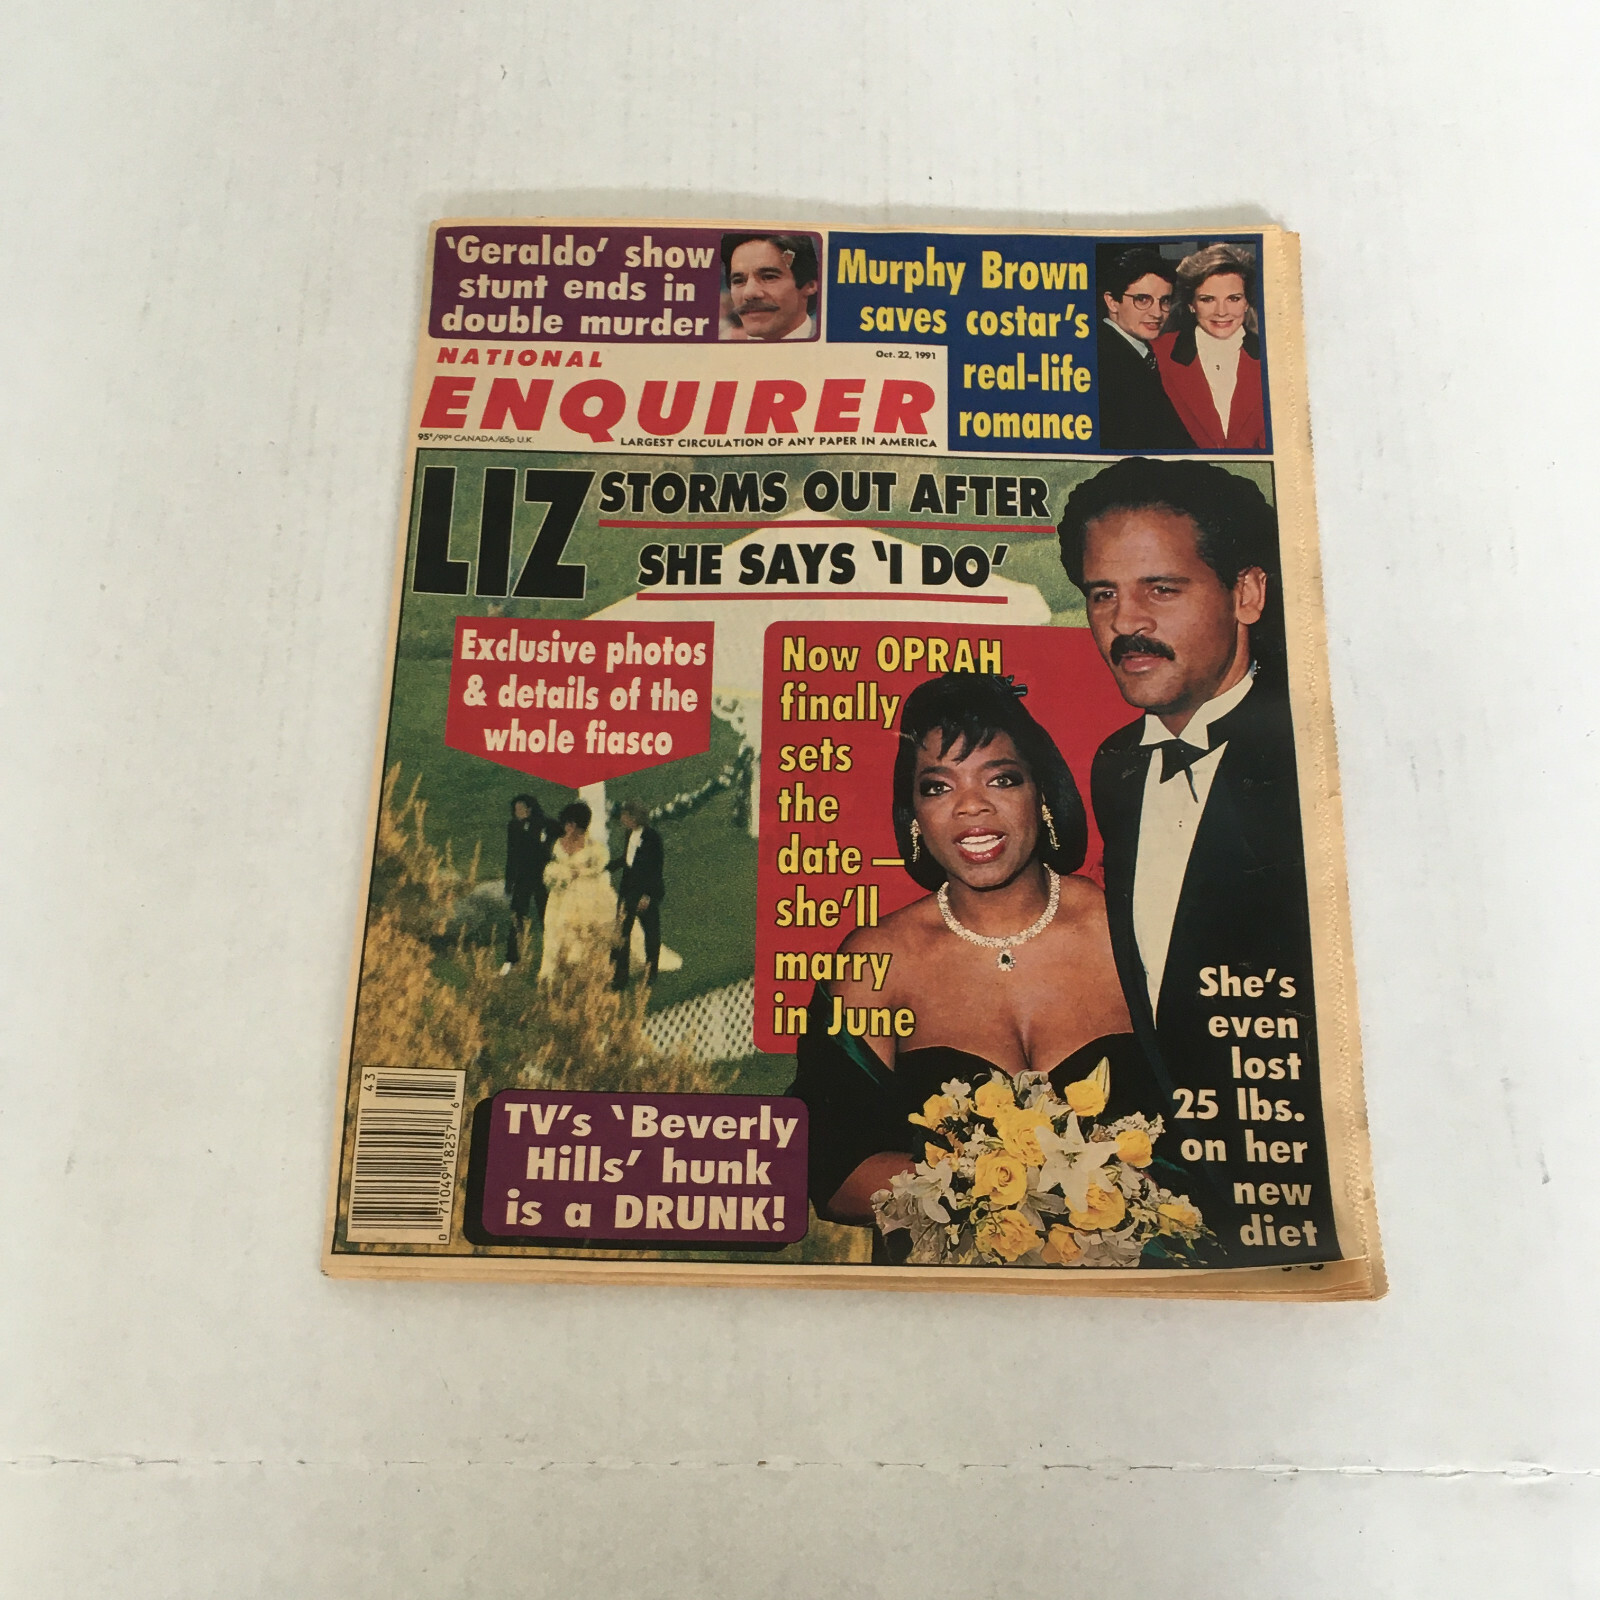 'Geraldo' show
stunt ends in
double murder
Murphy Brown
saves costar's
real-life
romance
NATIONAL
Oct. 22, 1991
ENQUIRER
95¢/99¢ CANADA/65p U.K.
LARGEST CIRCULATION OF ANY PAPER IN AMERICA
LIZ STORMS OUT AFTER
SHE SAYS 'I DO'
Exclusive photos
& details of the
whole fiasco
Now OPRAH
finally
sets
the
date —
she'll
marry
in June
She's
even
lost
25 lbs.
on her
new
diet
TV's 'Beverly
Hills' hunk
is a DRUNK!
43
0 71049 18257 6